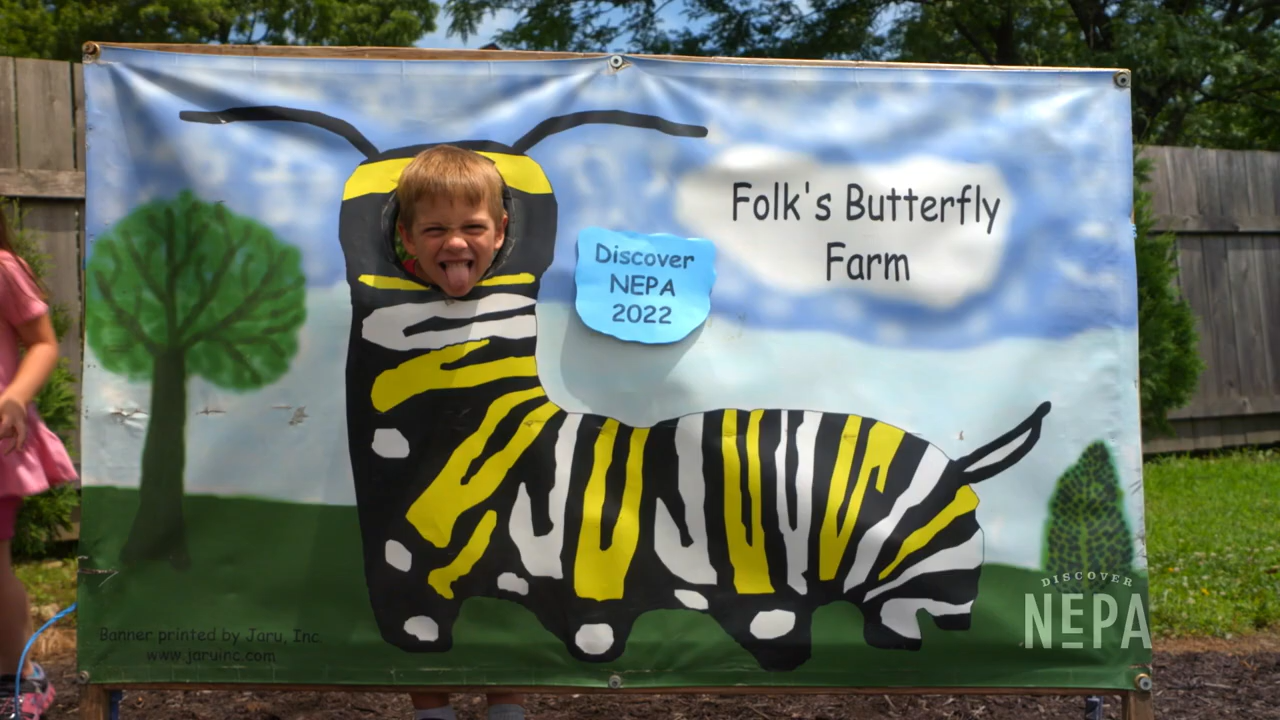 Folk's Butterfly
Farm
Discover
NEPA
2022
Banner printed by Jaru, Inc.
www.jaruinc.com
DISCOVER
NEPA